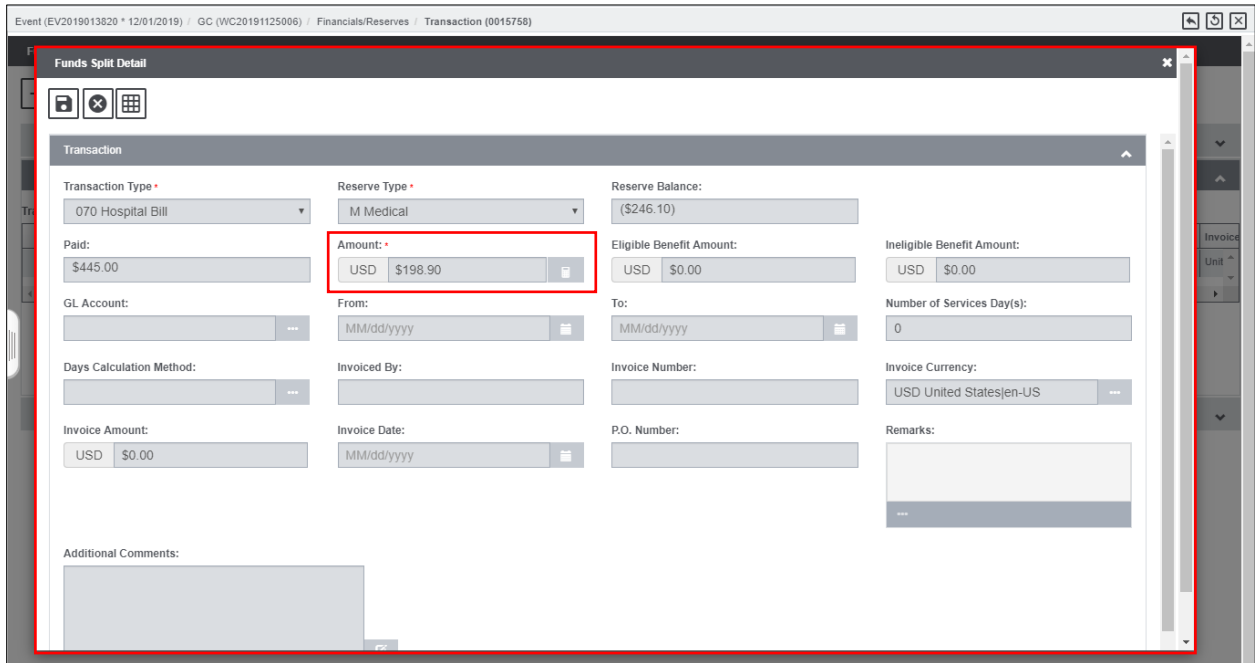 Event (EV2019013820 * 12/01/2019) / GC (WC20191125006) / Financials/Reserves / Transaction (0015758)
Funds Split Detail
Transaction
Transaction Type * Reserve Type * Reserve Balance:
070 Hospital Bill M Medical ($246.10)
Paid: Amount: * Eligible Benefit Amount: Ineligible Benefit Amount:
$445.00 USD $198.90 USD $0.00 USD $0.00
GL Account: From: To: Number of Services Day(s):
MM/dd/yyyy MM/dd/yyyy 0
Days Calculation Method: Invoiced By: Invoice Number: Invoice Currency:
USD United States|en-US
Invoice Amount: Invoice Date: P.O. Number: Remarks:
USD $0.00 MM/dd/yyyy
Additional Comments:
Invoice
Unit